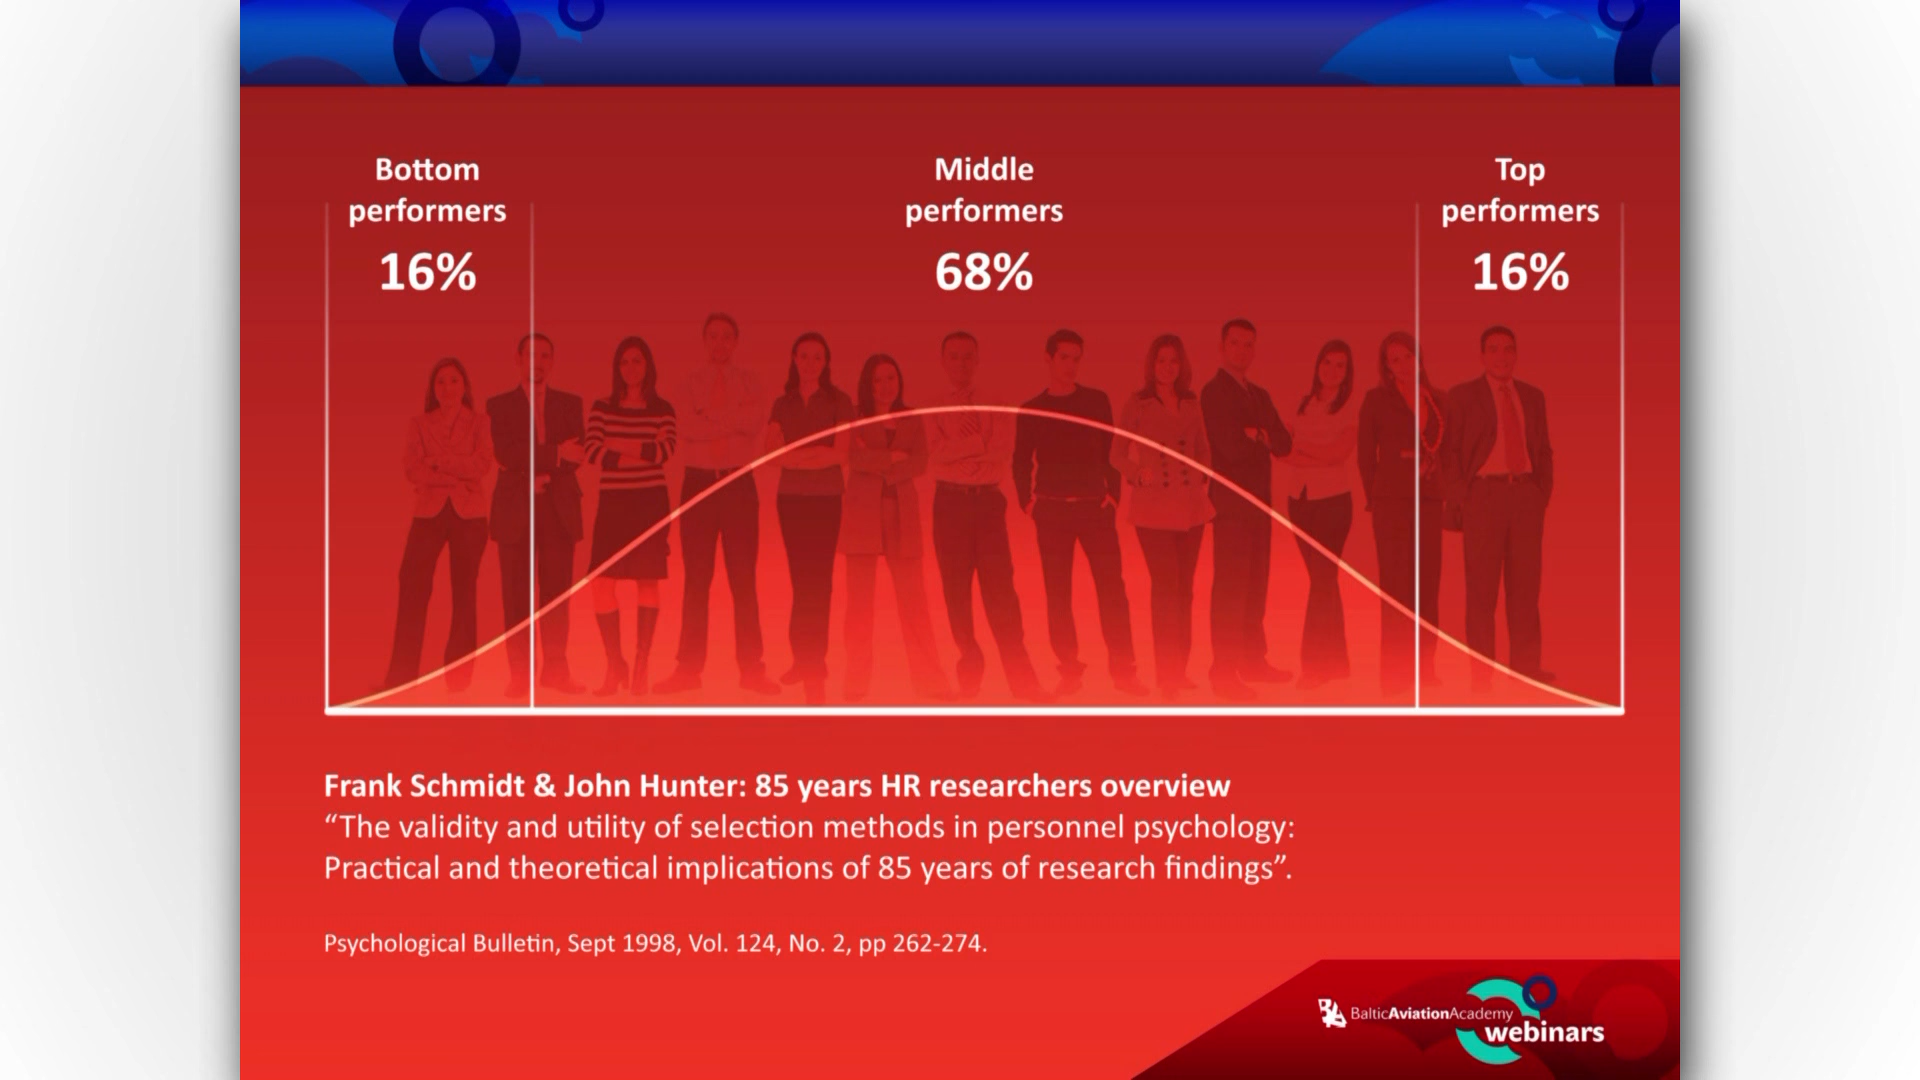 Bottom
performers
16%
Middle
performers
68%
Top
performers
16%
Frank Schmidt & John Hunter: 85 years HR researchers overview
“The validity and utility of selection methods in personnel psychology:
Practical and theoretical implications of 85 years of research findings”.
Psychological Bulletin, Sept 1998, Vol. 124, No. 2, pp 262-274.
BalticAviationAcademy
webinars